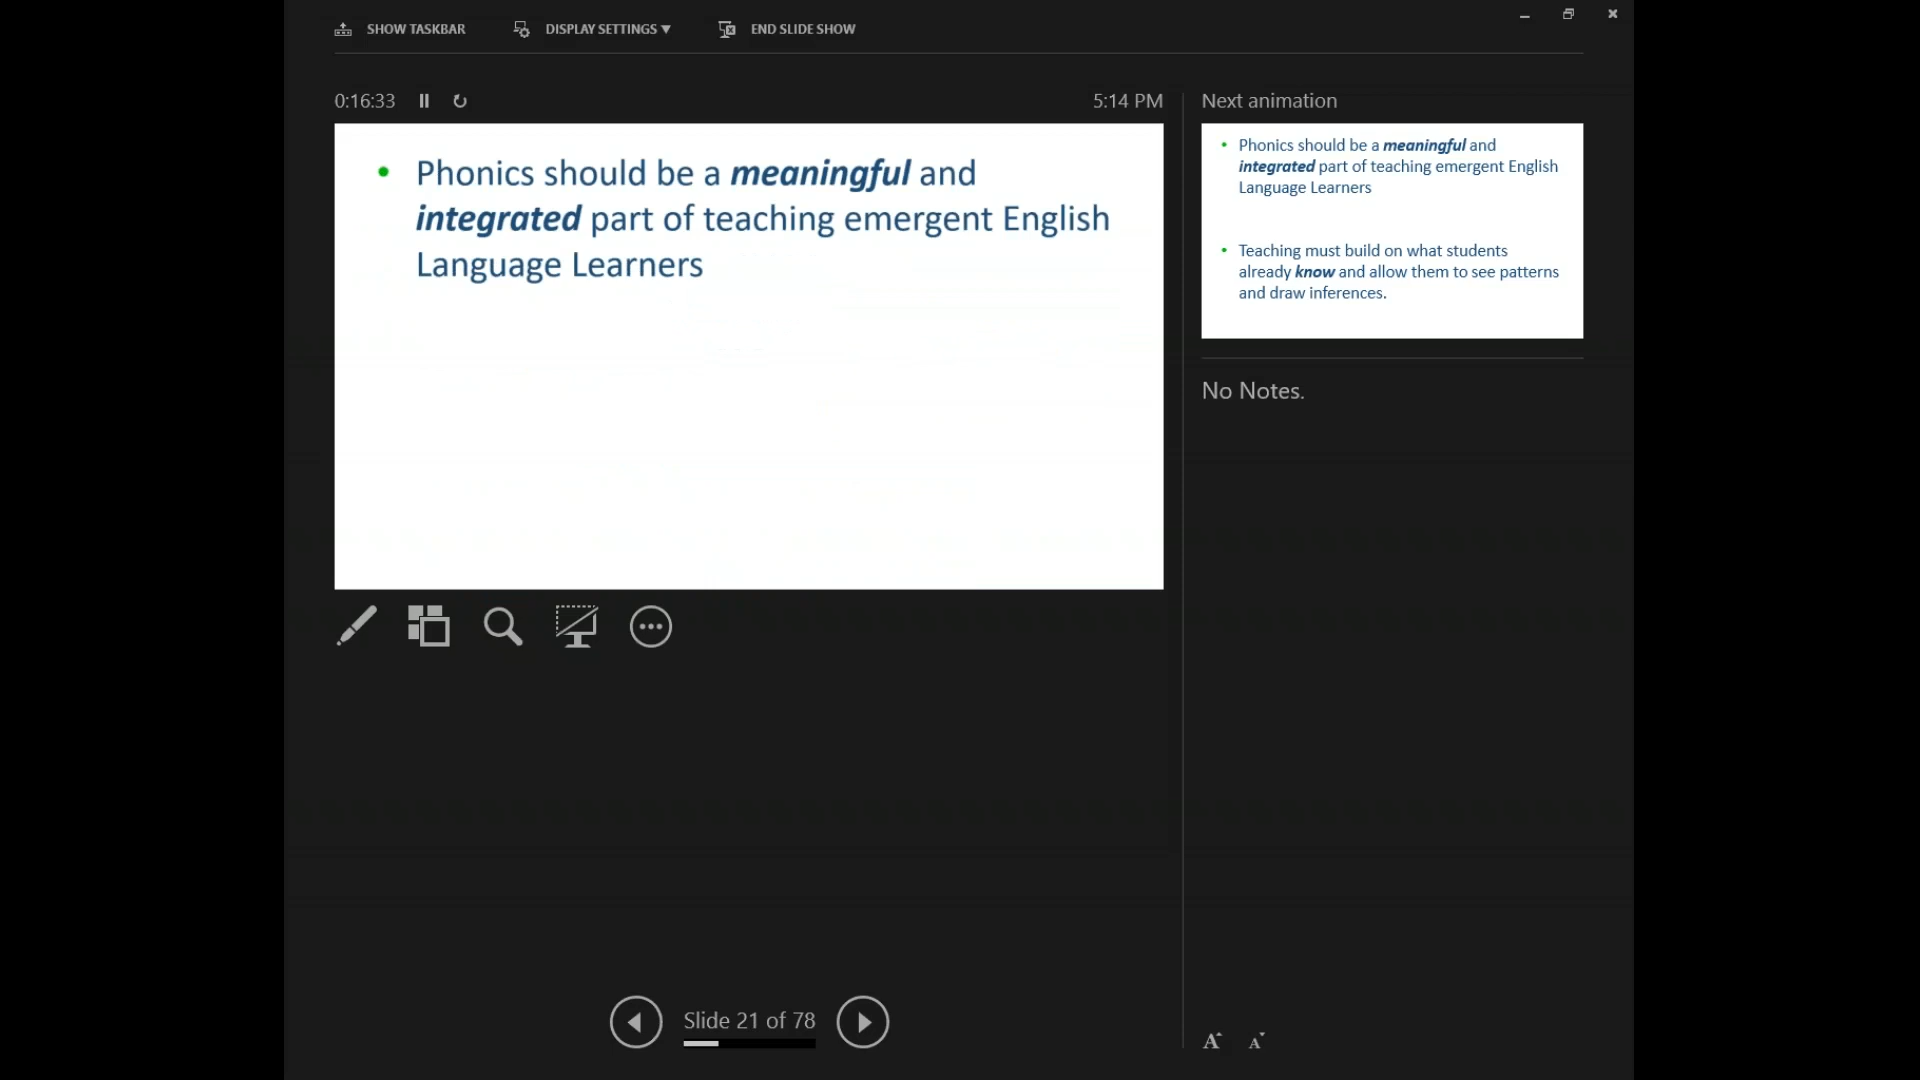 SHOW TASKBAR
DISPLAY SETTINGS ▼
END SLIDE SHOW
0:16:33
5:14 PM
Next animation
• Phonics should be a meaningful and
integrated part of teaching emergent English
Language Learners
• Phonics should be a meaningful and
integrated part of teaching emergent English
Language Learners
• Teaching must build on what students
already know and allow them to see patterns
and draw inferences.
No Notes.
Slide 21 of 78
A
A